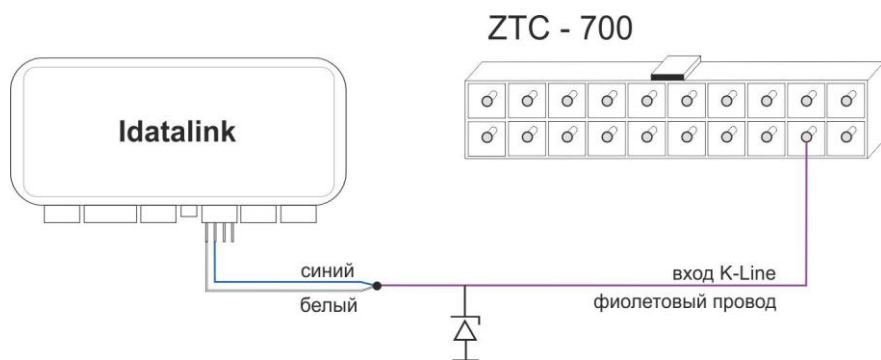 ZTC - 700
Idatalink
синий
белый
вход K-Line
фиолетовый провод